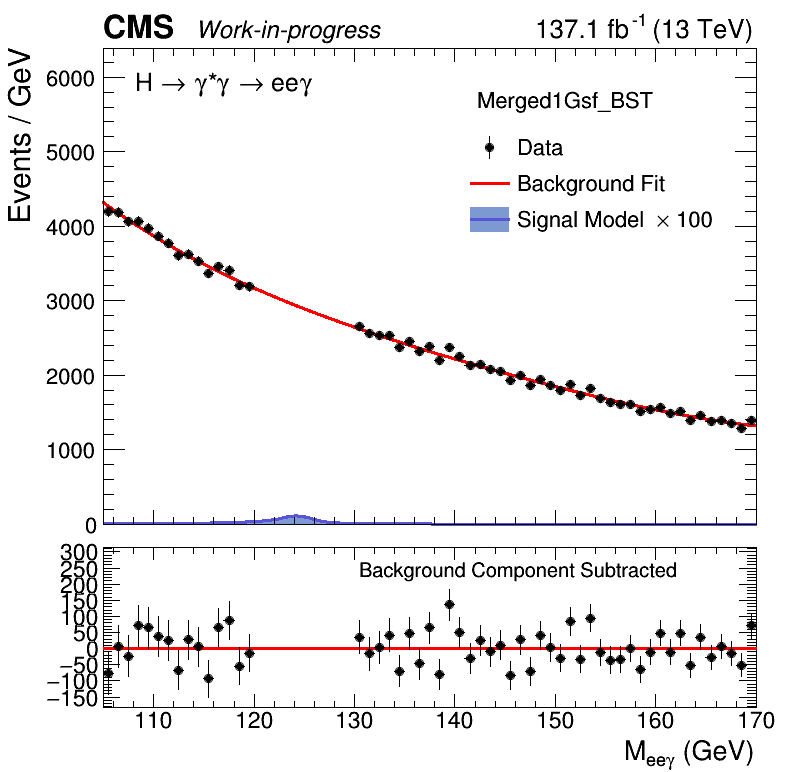 CMS Work-in-progress 137.1 fb⁻¹ (13 TeV)
H → γ*γ → eeγ
Merged1Gsf_BST
Data
Background Fit
Signal Model × 100
Events / GeV
6000
5000
4000
3000
2000
1000
0
Background Component Subtracted
300
250
200
150
100
50
0
−50
−100
−150
110 120 130 140 150 160 170
M_eeγ (GeV)